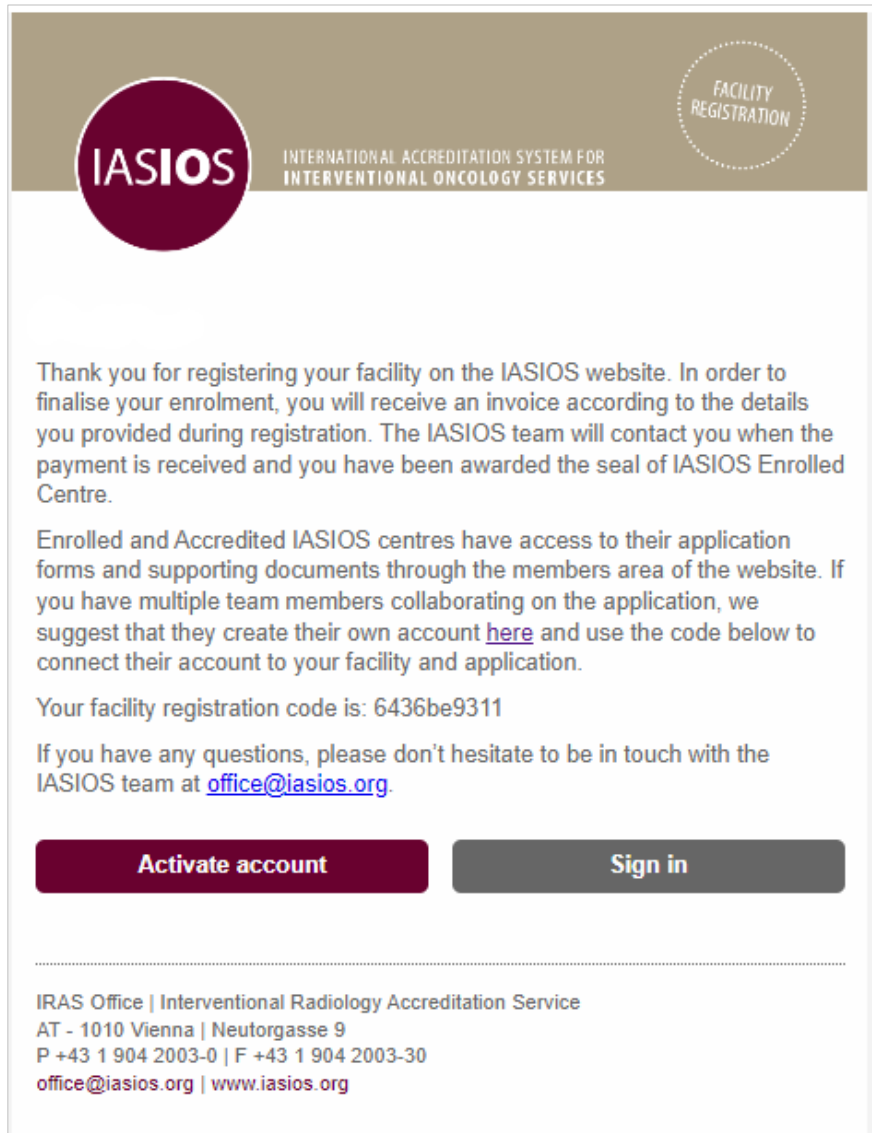 FACILITY
REGISTRATION
IASIOS
INTERNATIONAL ACCREDITATION SYSTEM FOR
INTERVENTIONAL ONCOLOGY SERVICES
Thank you for registering your facility on the IASIOS website. In order to
finalise your enrolment, you will receive an invoice according to the details
you provided during registration. The IASIOS team will contact you when the
payment is received and you have been awarded the seal of IASIOS Enrolled
Centre.
Enrolled and Accredited IASIOS centres have access to their application
forms and supporting documents through the members area of the website. If
you have multiple team members collaborating on the application, we
suggest that they create their own account here and use the code below to
connect their account to your facility and application.
Your facility registration code is: 6436be9311
If you have any questions, please don't hesitate to be in touch with the
IASIOS team at office@iasios.org.
Activate account
Sign in
IRAS Office | Interventional Radiology Accreditation Service
AT - 1010 Vienna | Neutorgasse 9
P +43 1 904 2003-0 | F +43 1 904 2003-30
office@iasios.org | www.iasios.org